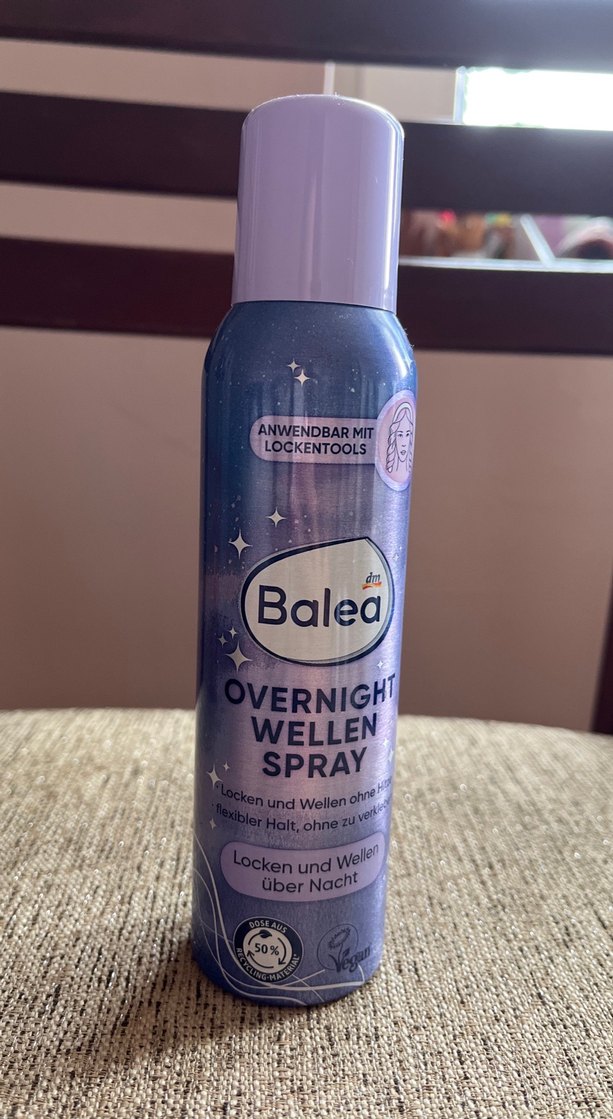 ANWENDBAR MIT
LOCKENTOOLS
dm
Balea
OVERNIGHT
WELLEN
SPRAY
Locken und Wellen ohne
flexibler Halt, ohne zu
Locken und Wellen
über Nacht
DOSE AUS
50 %
RECYCLING-MATERIAL*
Vegan